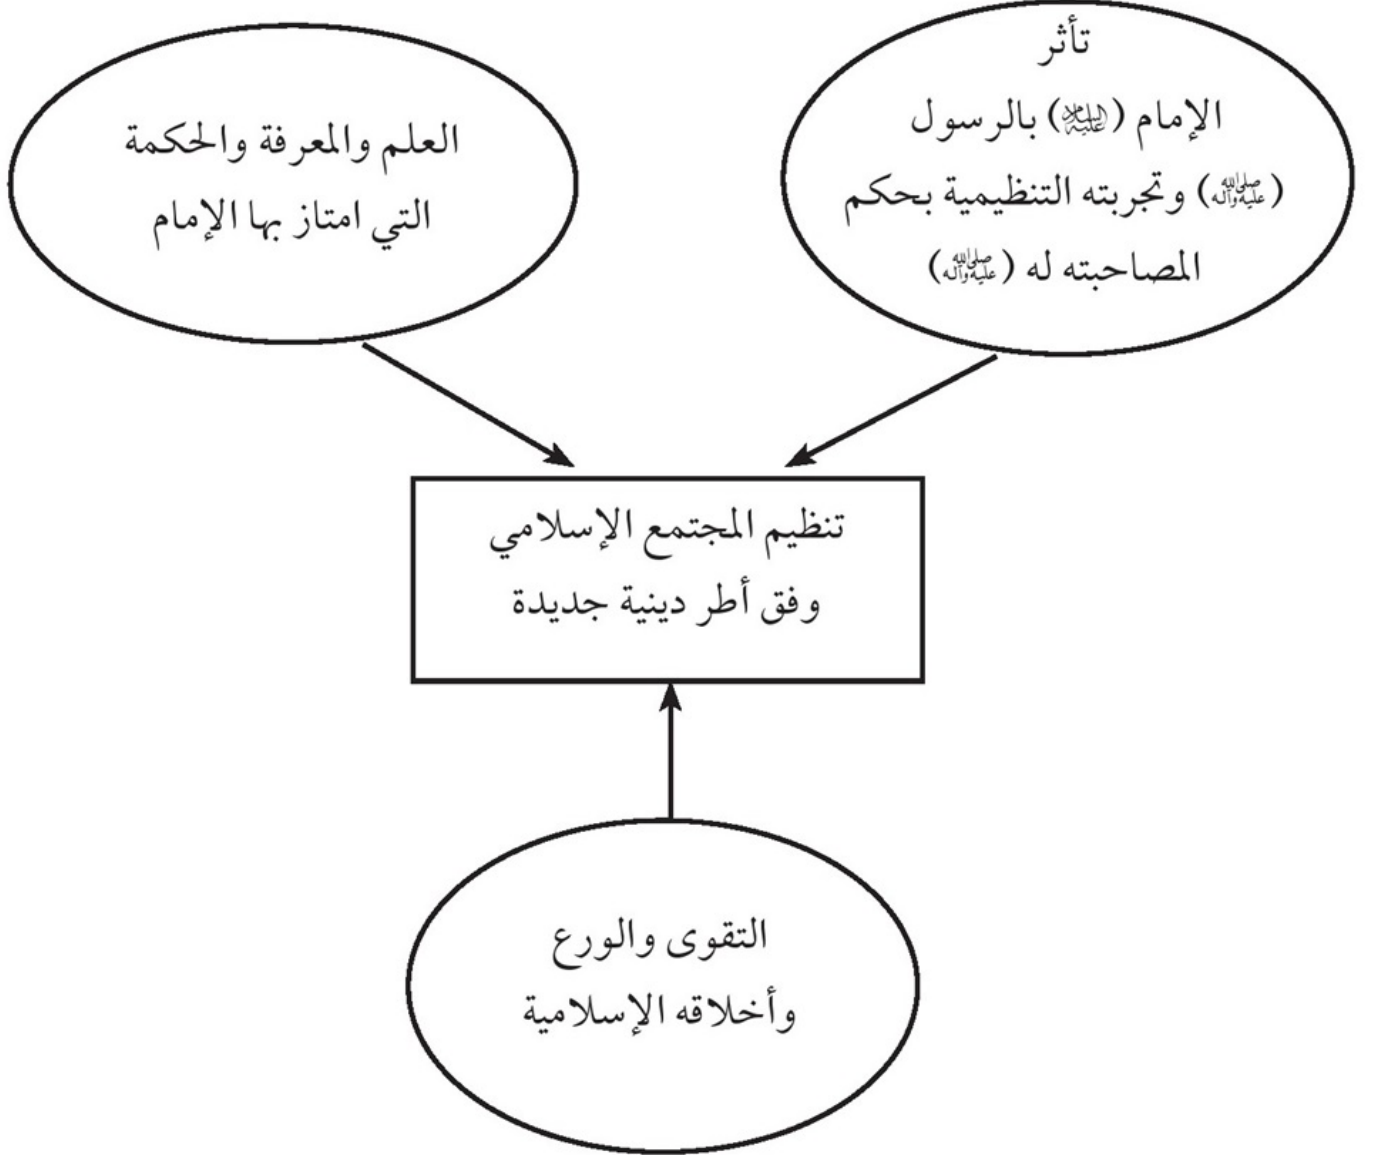 تأثر
الإمام (عليه السلام) بالرسول
(صلى الله عليه وآله) وتجربته التنظيمية بحكم
المصاحبته له (صلى الله عليه وآله)
العلم والمعرفة والحكمة
التي امتاز بها الإمام
تنظيم المجتمع الإسلامي
وفق أطر دينية جديدة
التقوى والورع
وأخلاقه الإسلامية